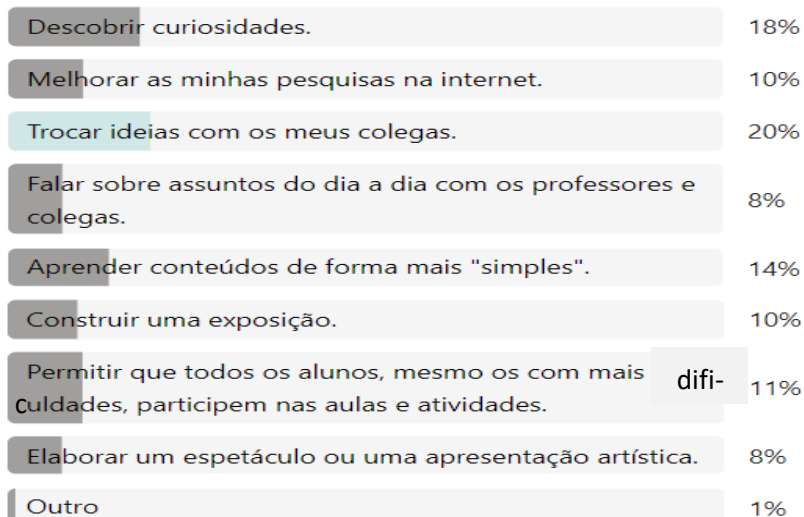 Descobrir curiosidades. 18%
Melhorar as minhas pesquisas na internet. 10%
Trocar ideias com os meus colegas. 20%
Falar sobre assuntos do dia a dia com os professores e
colegas. 8%
Aprender conteúdos de forma mais "simples". 14%
Construir uma exposição. 10%
Permitir que todos os alunos, mesmo os com mais difi-
culdades, participem nas aulas e atividades. 11%
Elaborar um espetáculo ou uma apresentação artística. 8%
Outro 1%